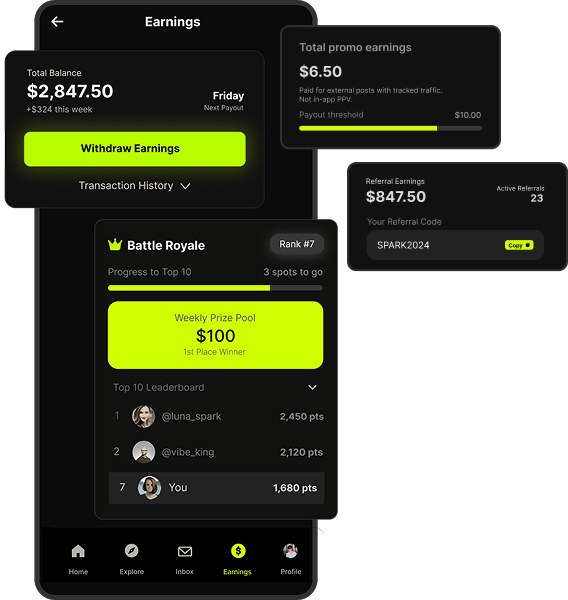 Earnings
Total Balance
$2,847.50
+$324 this week
Friday
Next Payout
Withdraw Earnings
Transaction History
Total promo earnings
$6.50
Paid for external posts with tracked traffic.
Not in-app PPV.
Payout threshold
$10.00
Referral Earnings
$847.50
Active Referrals
23
Your Referral Code
SPARK2024
Copy
Battle Royale
Rank #7
Progress to Top 10
3 spots to go
Weekly Prize Pool
$100
1st Place Winner
Top 10 Leaderboard
1 @luna_spark 2,450 pts
2 @vibe_king 2,120 pts
7 You 1,680 pts
Home
Explore
Inbox
$
Earnings
Profile